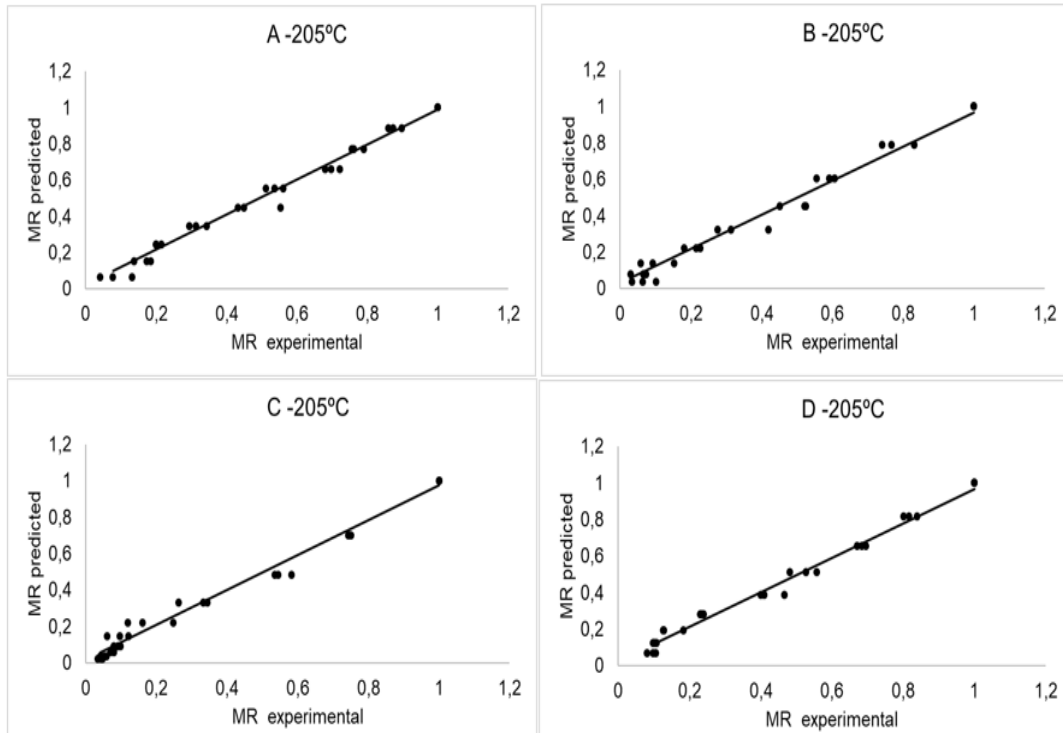 A -205ºC
MR predicted
1,2
1
0,8
0,6
0,4
0,2
0
0 0,2 0,4 0,6 0,8 1 1,2
MR experimental
B -205ºC
MR predicted
1,2
1
0,8
0,6
0,4
0,2
0
0 0,2 0,4 0,6 0,8 1 1,2
MR experimental
C -205ºC
MR predicted
1,2
1
0,8
0,6
0,4
0,2
0
0 0,2 0,4 0,6 0,8 1 1,2
MR experimental
D -205ºC
MR predicted
1,2
1
0,8
0,6
0,4
0,2
0
0 0,2 0,4 0,6 0,8 1 1,2
MR experimental